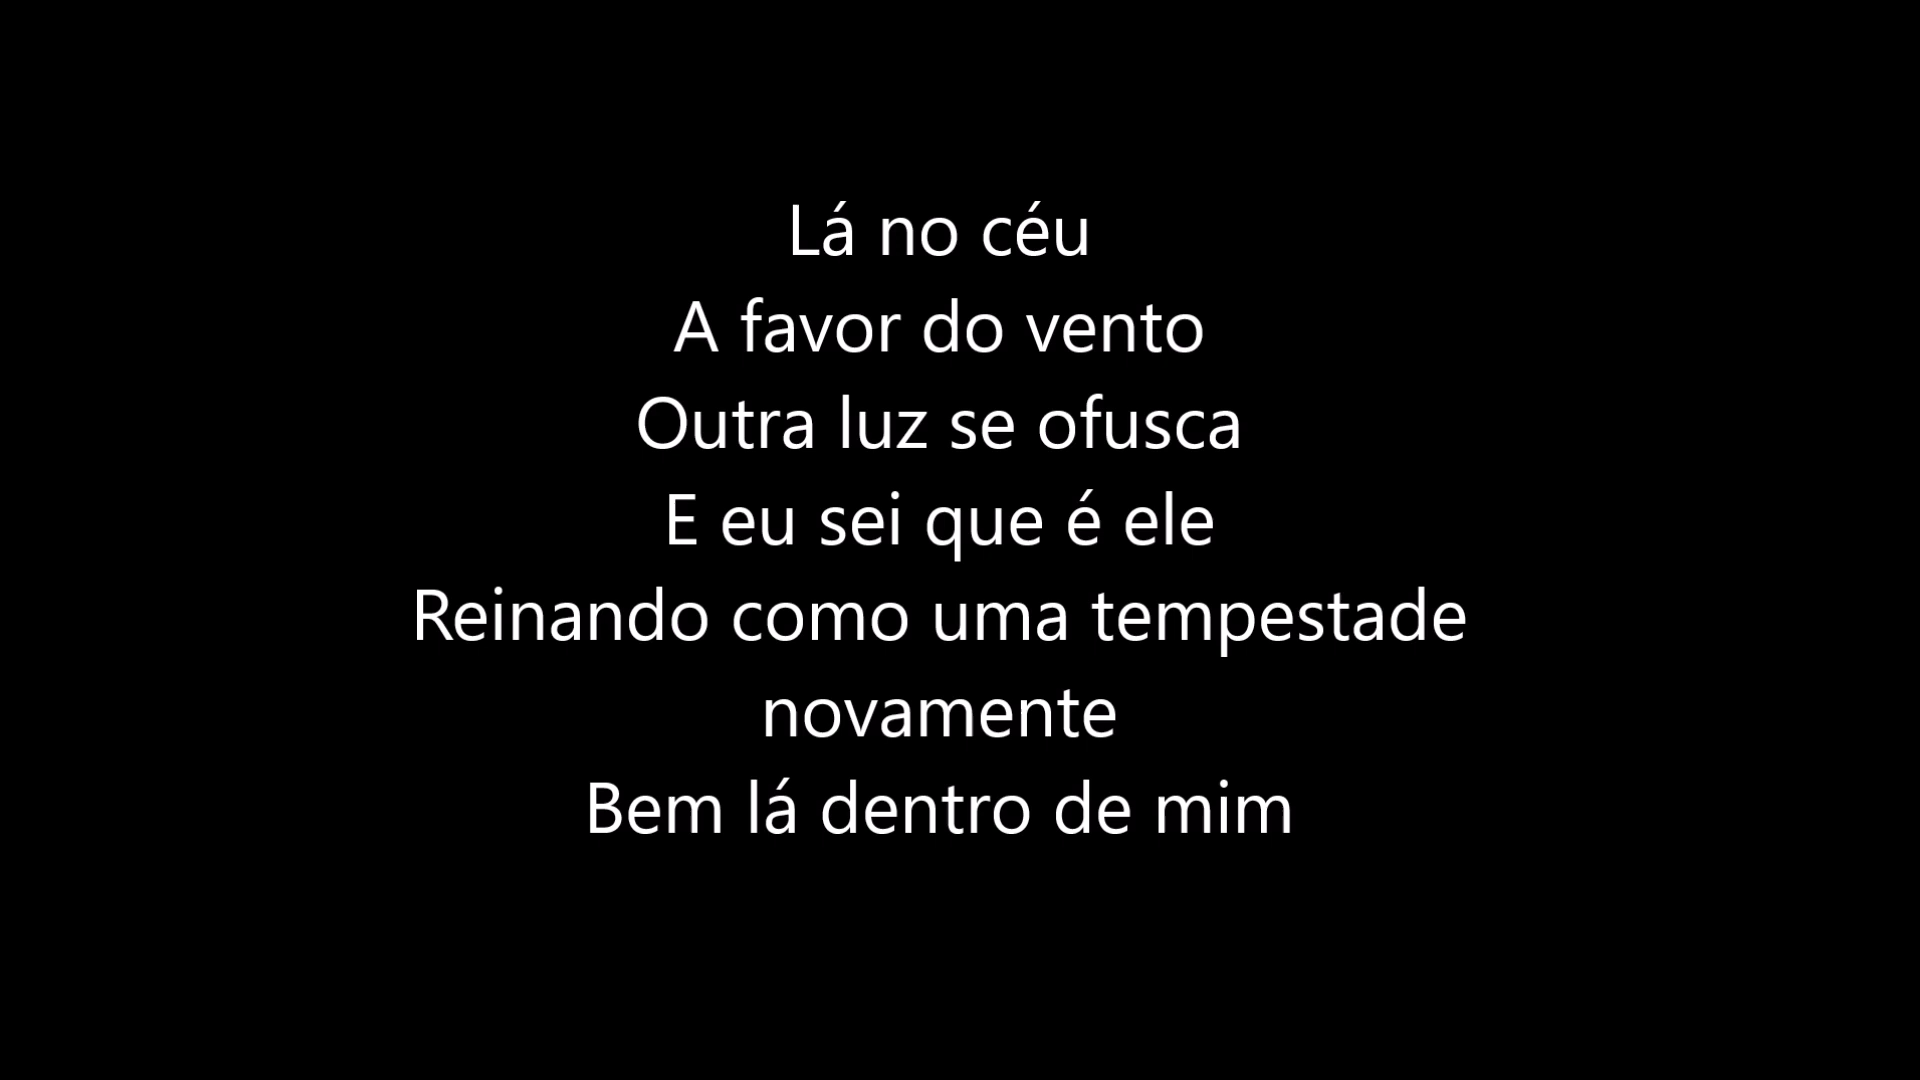 Lá no céu
A favor do vento
Outra luz se ofusca
E eu sei que é ele
Reinando como uma tempestade
novamente
Bem lá dentro de mim